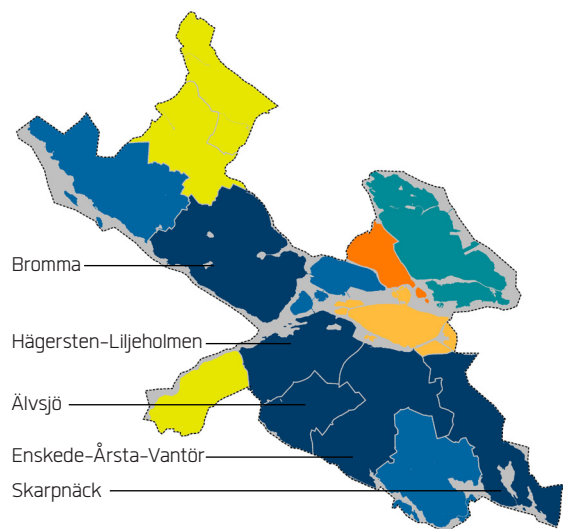 Bromma
Hägersten-Liljeholmen
Älvsjö
Enskede-Årsta-Vantör
Skarpnäck